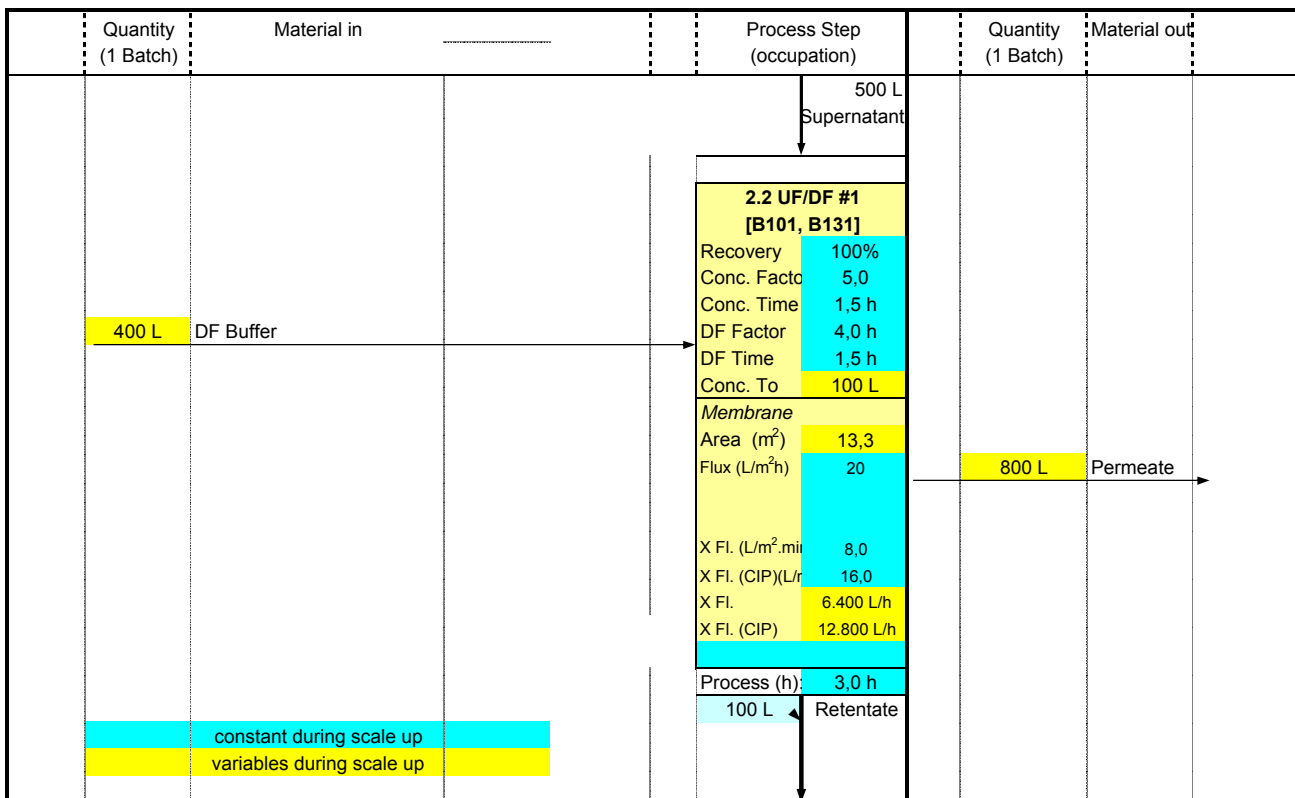 Quantity Material in Process Step Quantity Material out
(1 Batch) (occupation) (1 Batch)
500 L
Supernatant
2.2 UF/DF #1
[B101, B131]
Recovery 100%
Conc. Facto 5,0
Conc. Time 1,5 h
400 L DF Buffer DF Factor 4,0 h
DF Time 1,5 h
Conc. To 100 L
Membrane
Area (m²) 13,3
Flux (L/m²h) 20 800 L Permeate
X Fl. (L/m².min 8,0
X Fl. (CIP)(L/r 16,0
X Fl. 6.400 L/h
X Fl. (CIP) 12.800 L/h
Process (h): 3,0 h
100 L Retentate
constant during scale up
variables during scale up